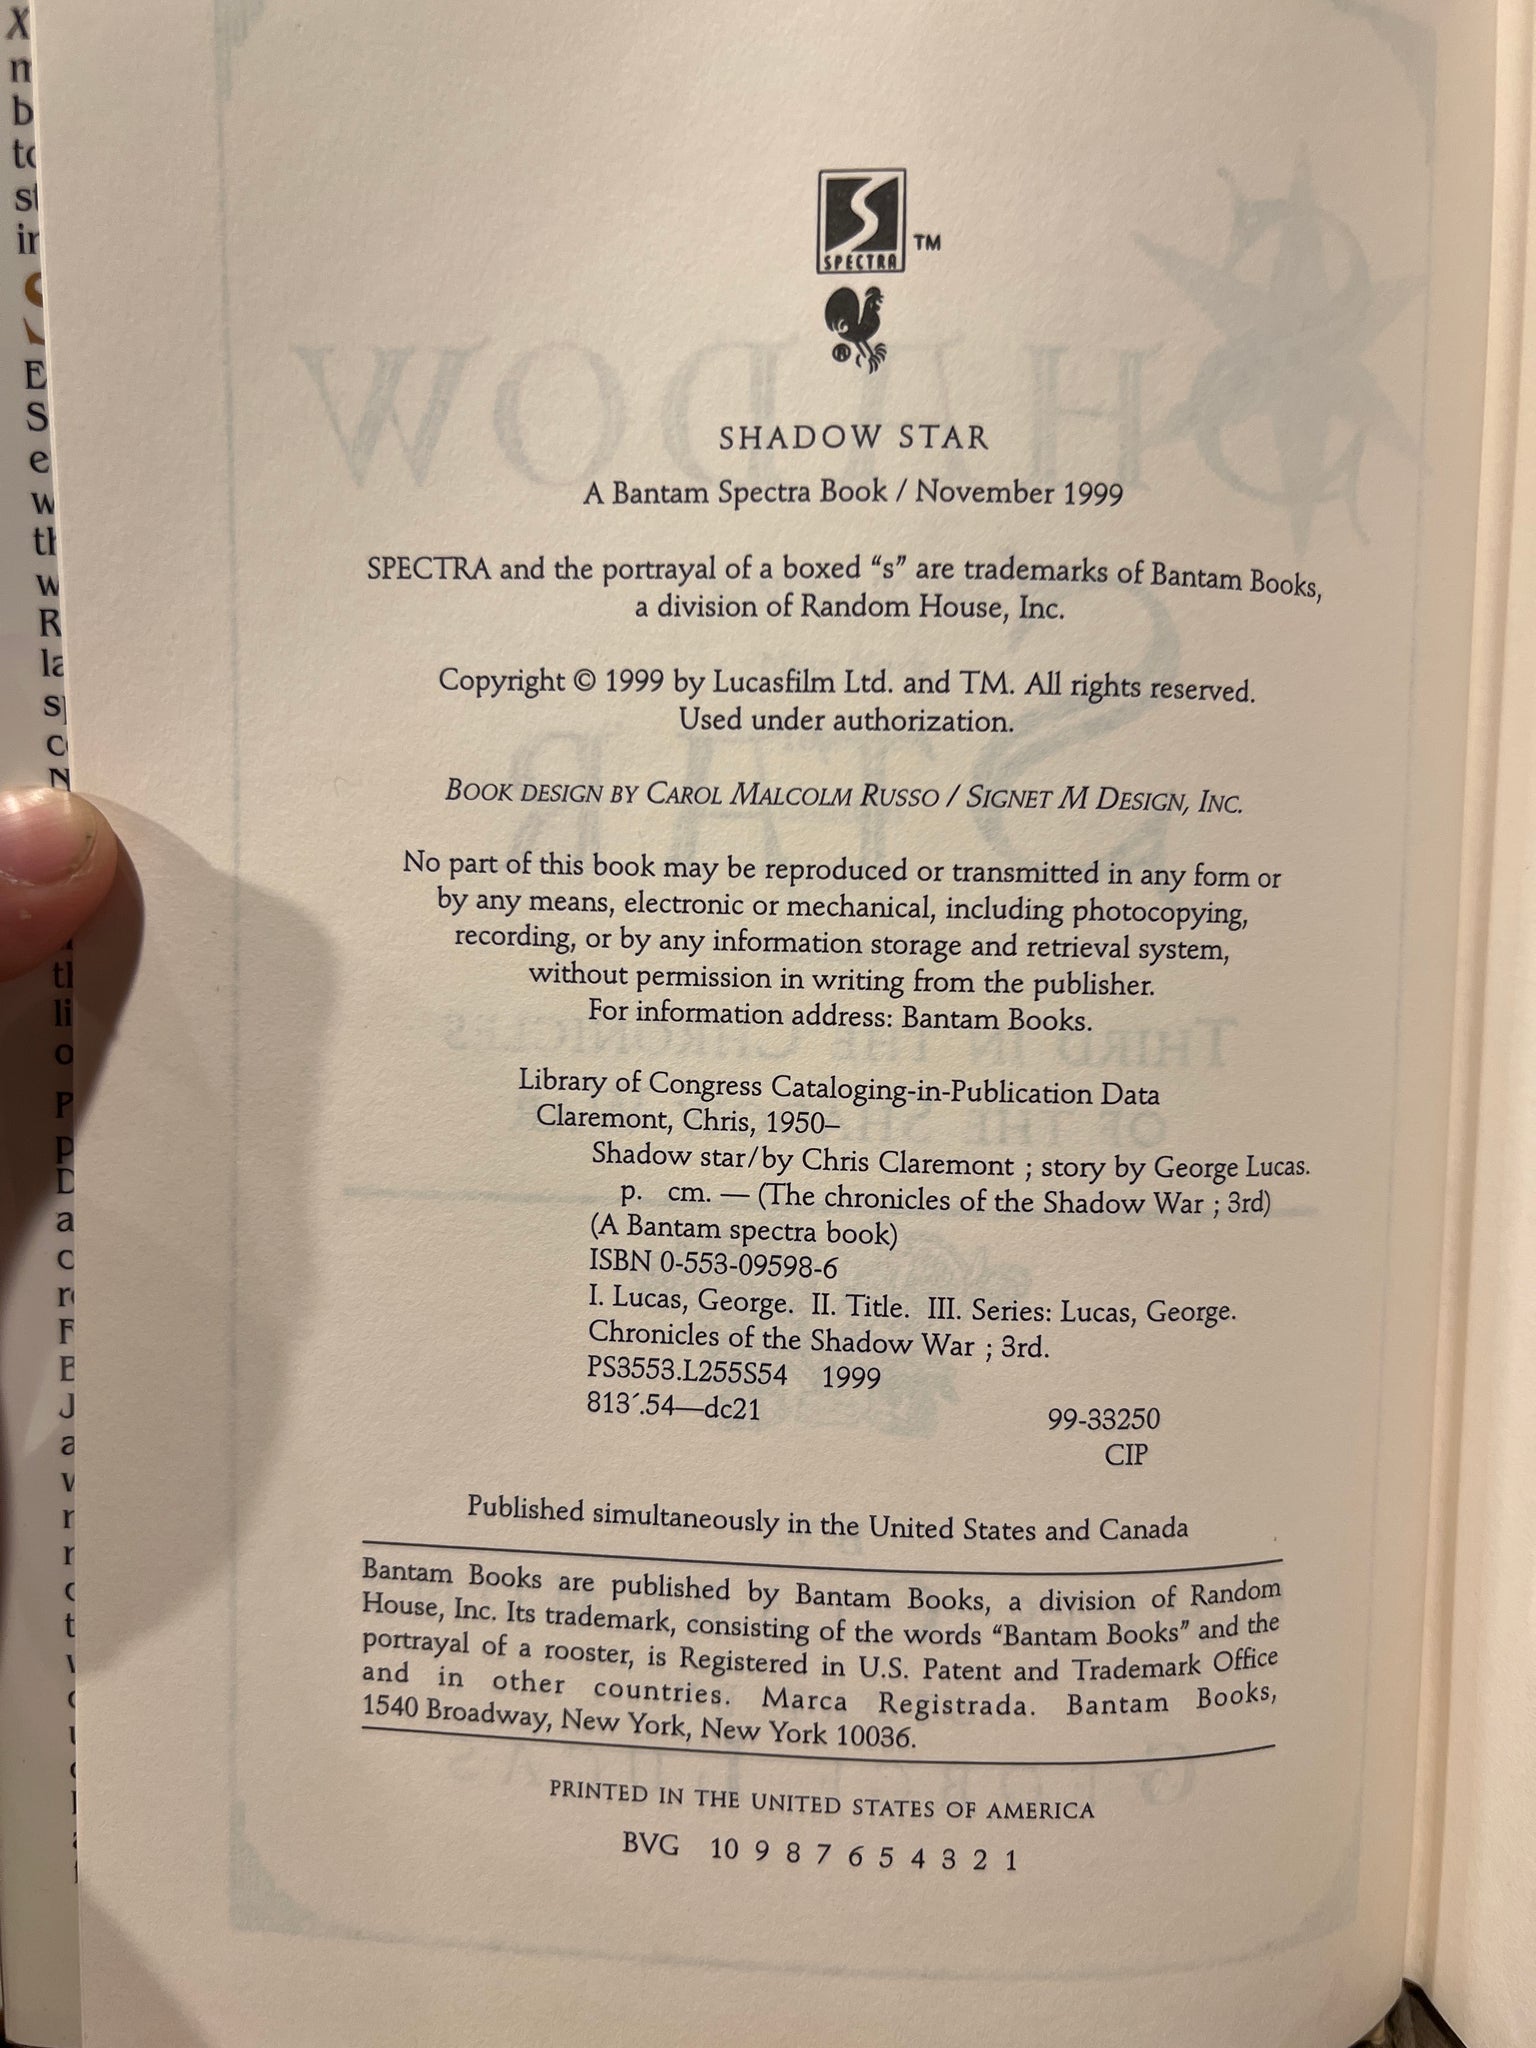 SPECTRA
TM
®
SHADOW STAR
A Bantam Spectra Book / November 1999
SPECTRA and the portrayal of a boxed “s” are trademarks of Bantam Books,
a division of Random House, Inc.
Copyright © 1999 by Lucasfilm Ltd. and TM. All rights reserved.
Used under authorization.
BOOK DESIGN BY CAROL MALCOLM RUSSO / SIGNET M DESIGN, INC.
No part of this book may be reproduced or transmitted in any form or
by any means, electronic or mechanical, including photocopying,
recording, or by any information storage and retrieval system,
without permission in writing from the publisher.
For information address: Bantam Books.
Library of Congress Cataloging-in-Publication Data
Claremont, Chris, 1950–
Shadow star/by Chris Claremont ; story by George Lucas.
p. cm. — (The chronicles of the Shadow War ; 3rd)
(A Bantam spectra book)
ISBN 0-553-09598-6
I. Lucas, George. II. Title. III. Series: Lucas, George.
Chronicles of the Shadow War ; 3rd.
PS3553.L255S54 1999
813´.54—dc21
99-33250
CIP
Published simultaneously in the United States and Canada
Bantam Books are published by Bantam Books, a division of Random
House, Inc. Its trademark, consisting of the words “Bantam Books” and the
portrayal of a rooster, is Registered in U.S. Patent and Trademark Office
and in other countries. Marca Registrada. Bantam Books,
1540 Broadway, New York, New York 10036.
PRINTED IN THE UNITED STATES OF AMERICA
BVG 10 9 8 7 6 5 4 3 2 1